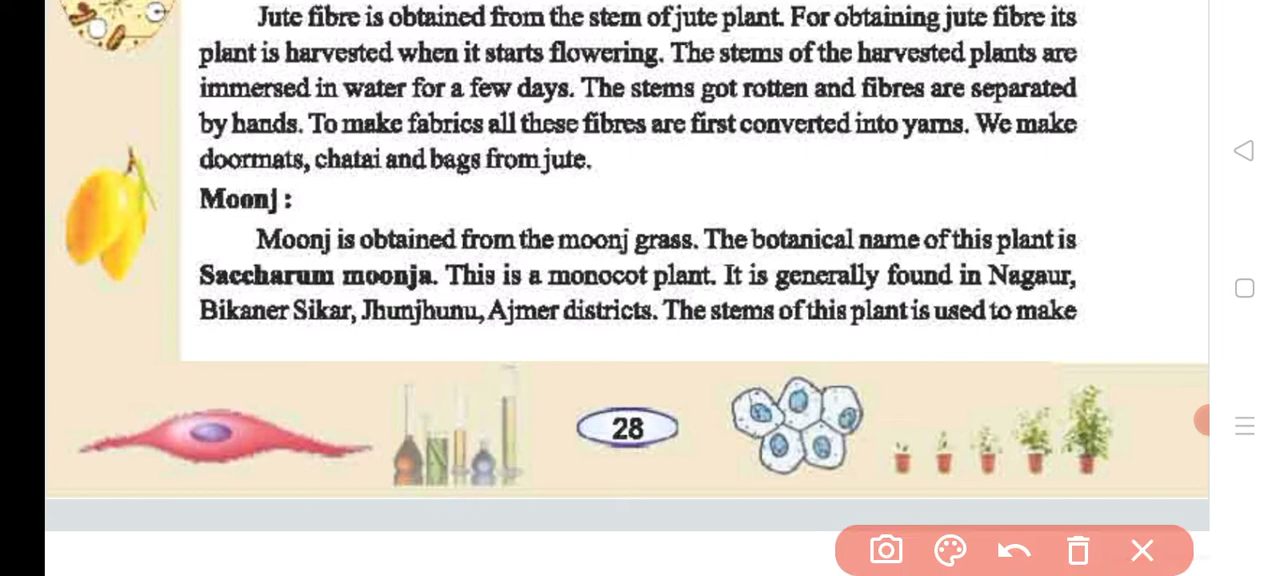 Jute fibre is obtained from the stem of jute plant. For obtaining jute fibre its
plant is harvested when it starts flowering. The stems of the harvested plants are
immersed in water for a few days. The stems got rotten and fibres are separated
by hands. To make fabrics all these fibres are first converted into yarns. We make
doormats, chatai and bags from jute.
Moonj :
Moonj is obtained from the moonj grass. The botanical name of this plant is
Saccharum moonja. This is a monocot plant. It is generally found in Nagaur,
Bikaner Sikar, Jhunjhunu, Ajmer districts. The stems of this plant is used to make
28